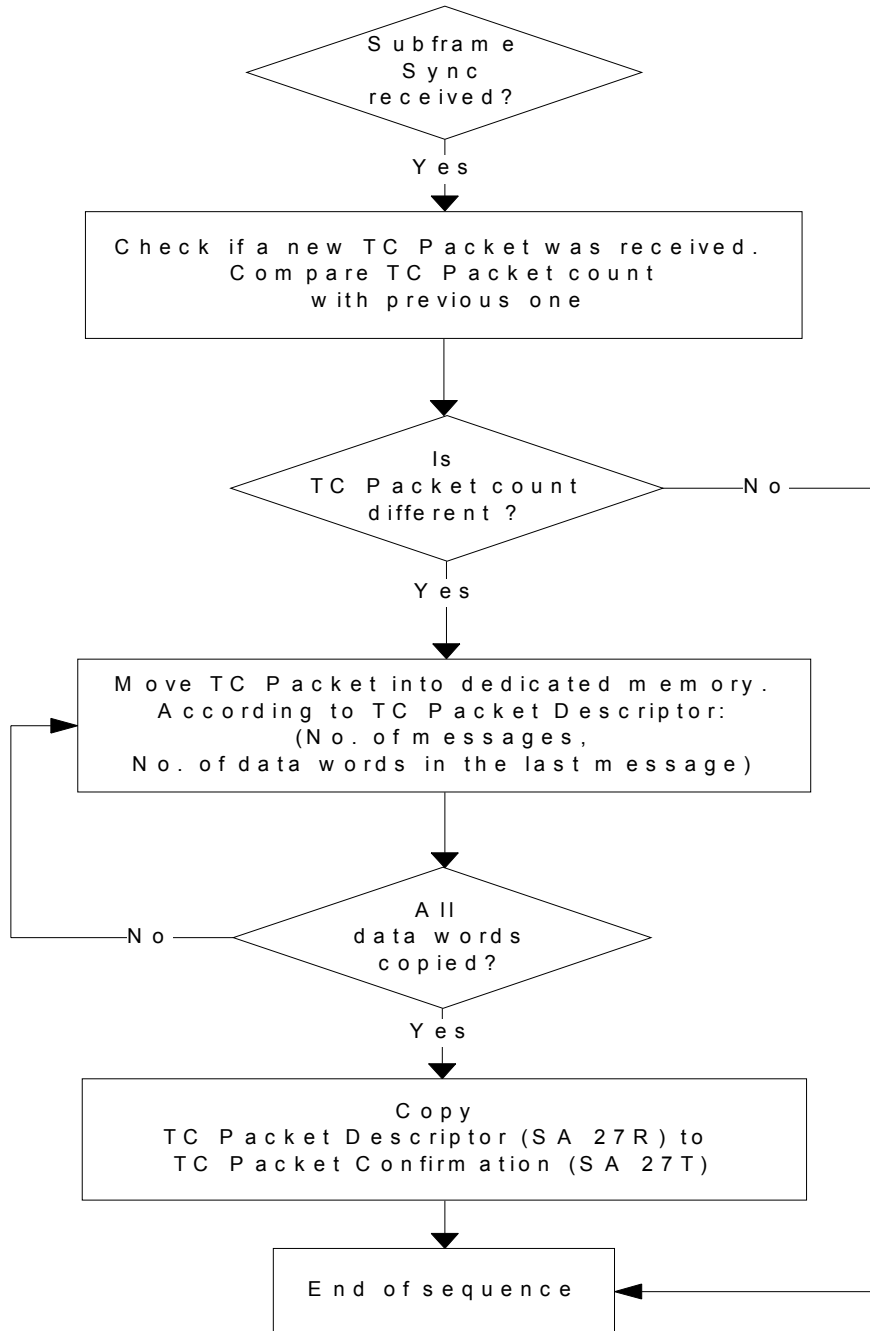 Subframe
Sync
received?
Yes
Check if a new TC Packet was received.
Compare TC Packet count
with previous one
Is
TC Packet count
different ?
No
Yes
Move TC Packet into dedicated memory.
According to TC Packet Descriptor:
(No. of messages,
No. of data words in the last message)
All
data words
copied?
No
Yes
Copy
TC Packet Descriptor (SA 27R) to
TC Packet Confirmation (SA 27T)
End of sequence